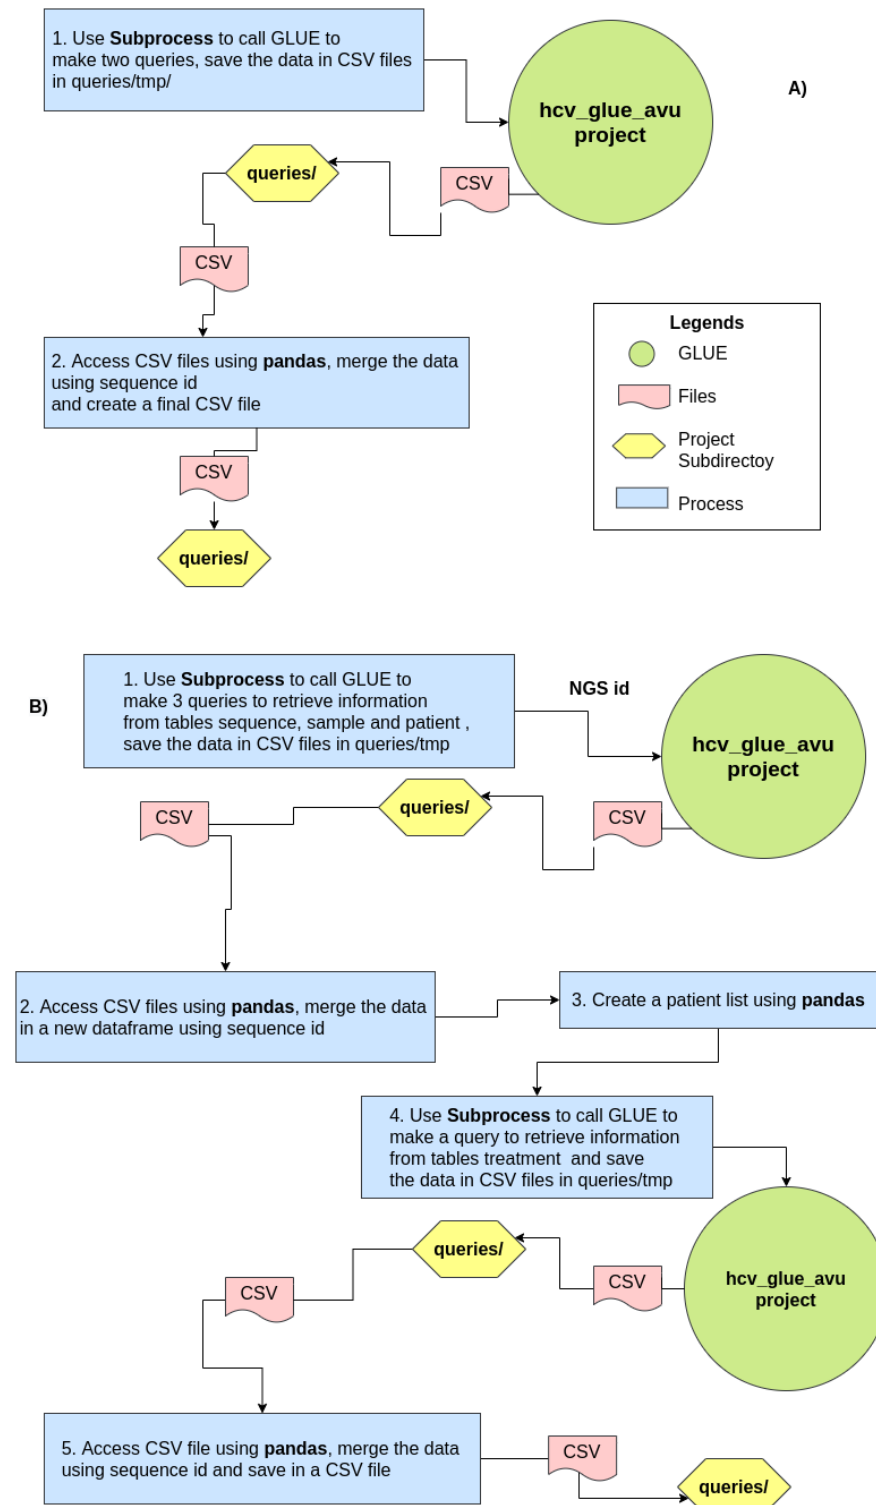 1. Use Subprocess to call GLUE to
make two queries, save the data in CSV files
in queries/tmp/
hcv_glue_avu
project
A)
CSV
queries/
CSV
2. Access CSV files using pandas, merge the data
using sequence id
and create a final CSV file
CSV
queries/
Legends
GLUE
Files
Project
Subdirectoy
Process
B)
1. Use Subprocess to call GLUE to
make 3 queries to retrieve information
from tables sequence, sample and patient ,
save the data in CSV files in queries/tmp
NGS id
hcv_glue_avu
project
CSV
queries/
CSV
2. Access CSV files using pandas, merge the data
in a new dataframe using sequence id
3. Create a patient list using pandas
4. Use Subprocess to call GLUE to
make a query to retrieve information
from tables treatment  and save
the data in CSV files in queries/tmp
hcv_glue_avu
project
CSV
queries/
CSV
5. Access CSV file using pandas, merge the data
using sequence id and save in a CSV file
CSV
queries/